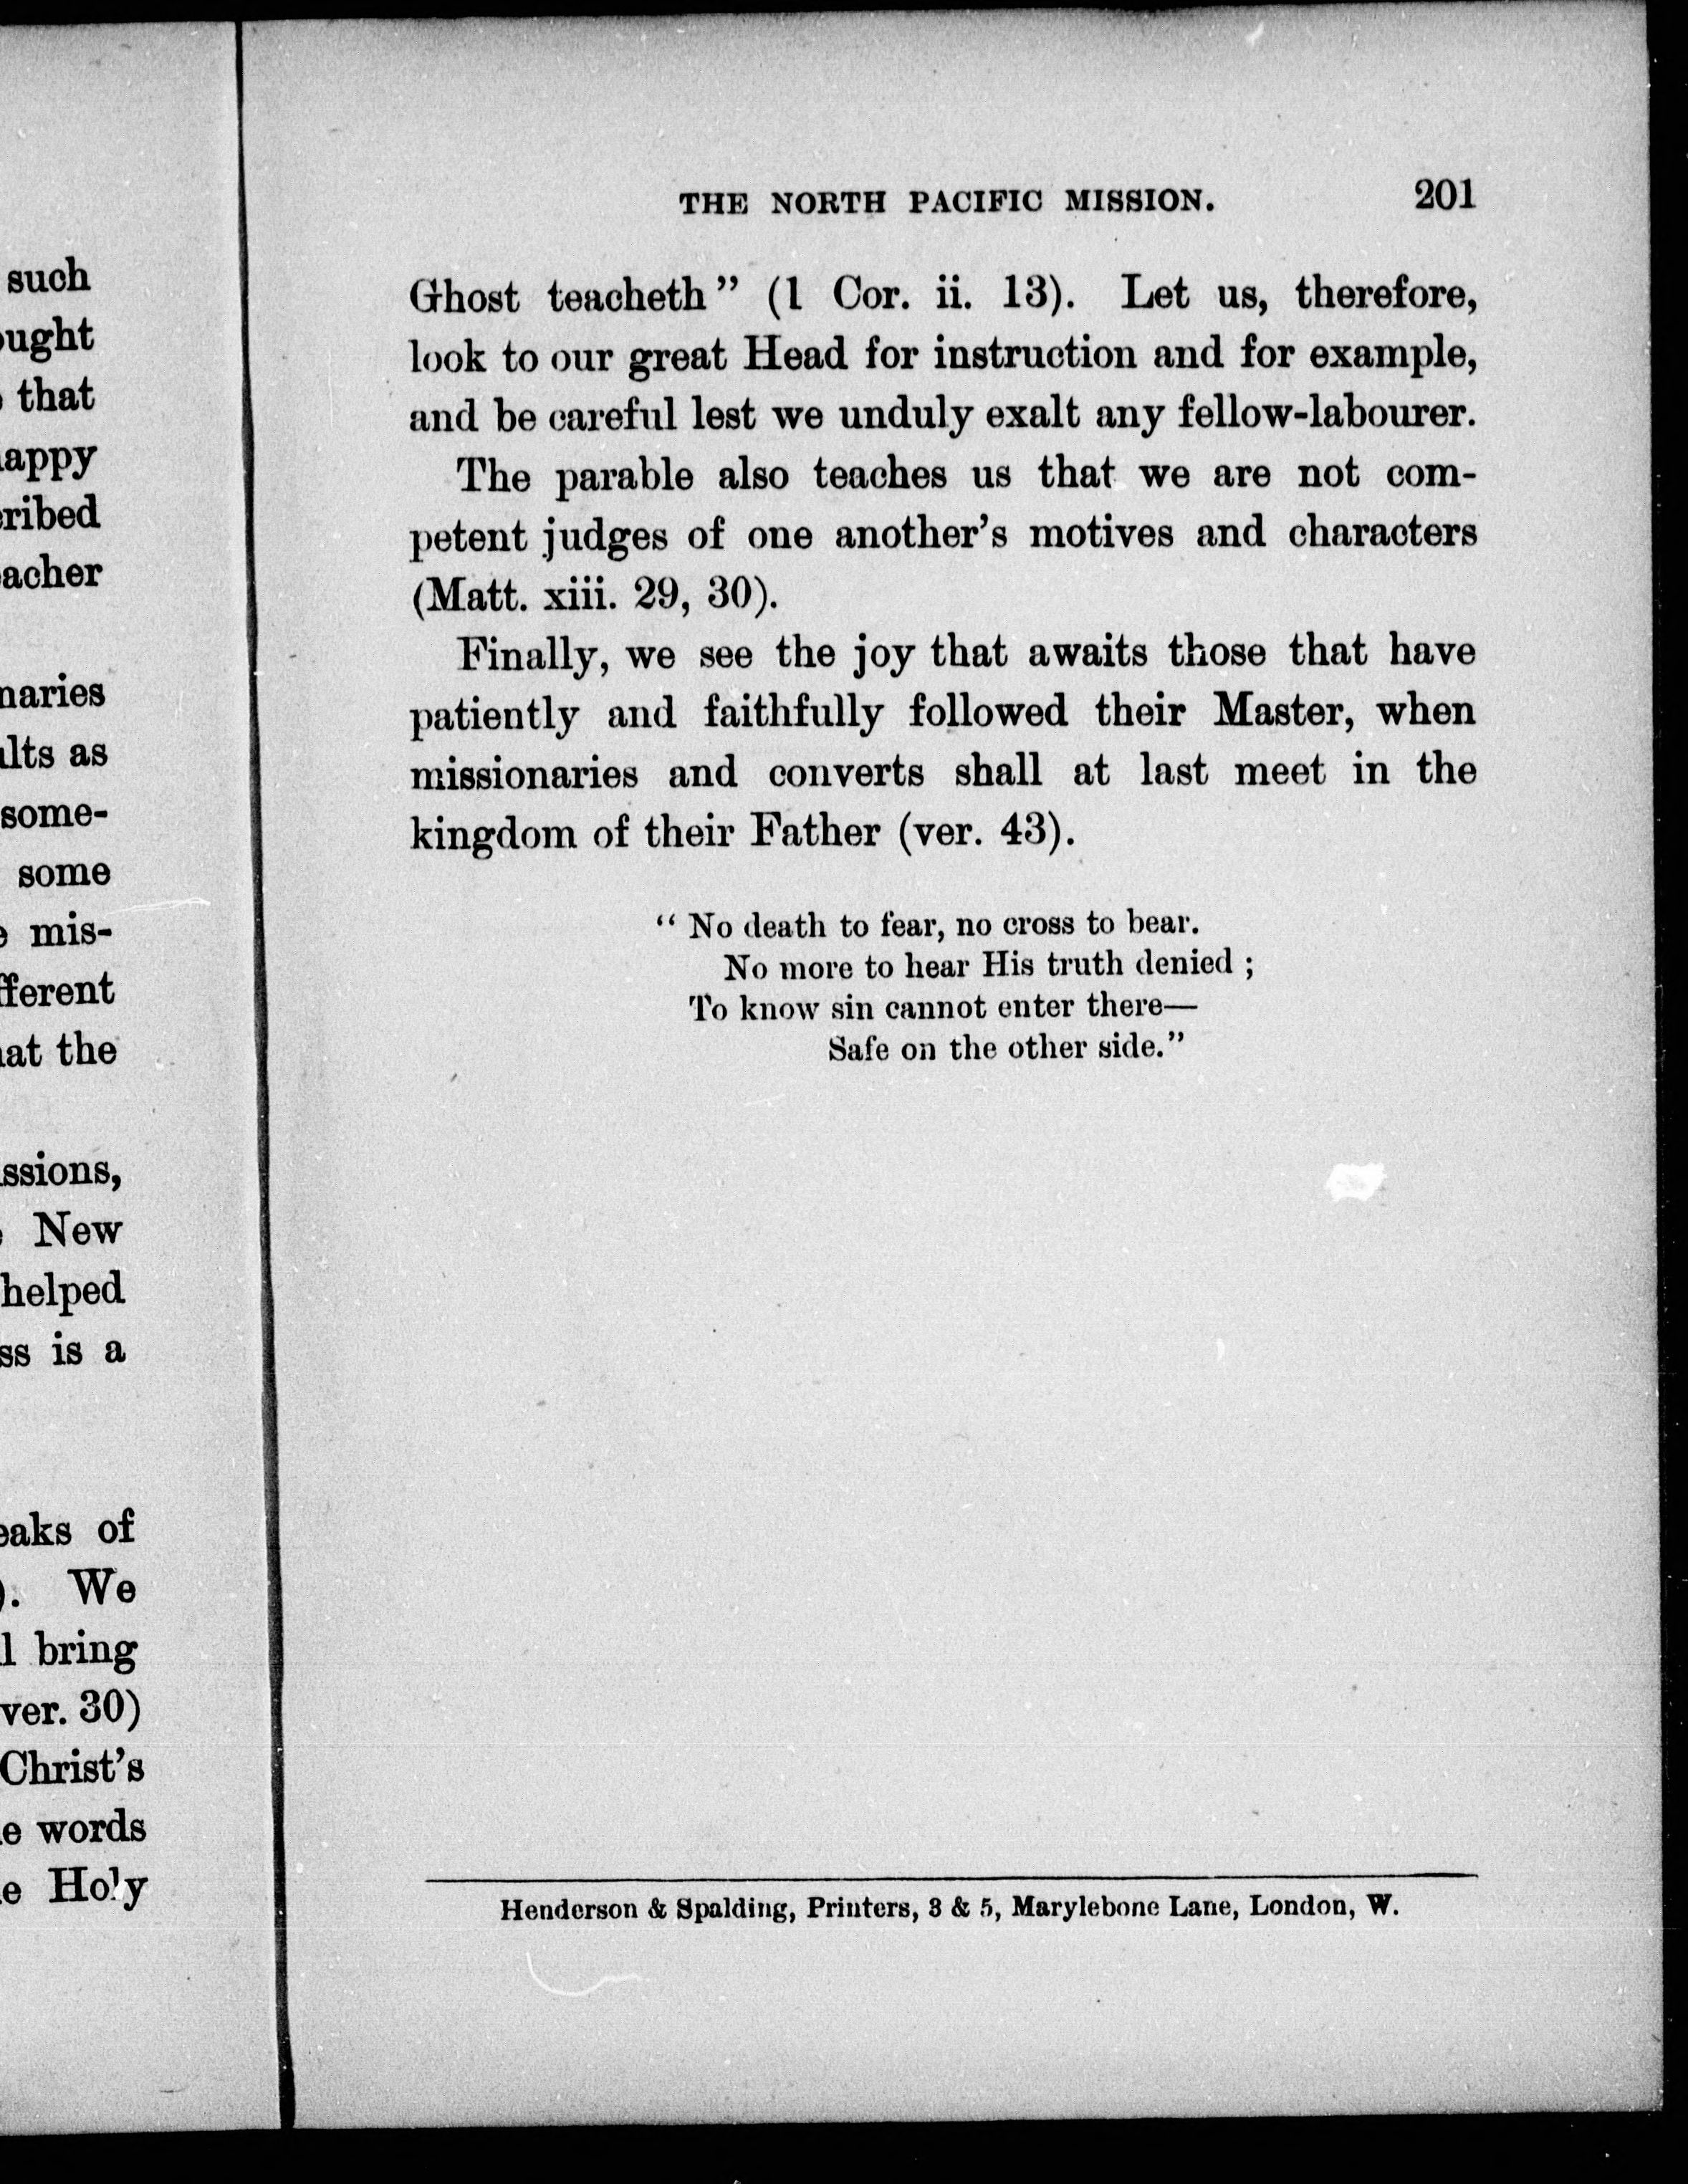 such
ought
that
happy
cribed
eacher
naries
ults as
some-
some
mis-
fferent
hat the
ssions,
New
helped
ss is a
eaks of
). We
l bring
ver. 30)
Christ's
e words
e Holy
THE NORTH PACIFIC MISSION. 201
Ghost teacheth" (1 Cor. ii. 13). Let us, therefore,
look to our great Head for instruction and for example,
and be careful lest we unduly exalt any fellow-labourer.
The parable also teaches us that we are not com-
petent judges of one another's motives and characters
(Matt. xiii. 29, 30).
Finally, we see the joy that awaits those that have
patiently and faithfully followed their Master, when
missionaries and converts shall at last meet in the
kingdom of their Father (ver. 43).
"No death to fear, no cross to bear.
No more to hear His truth denied ;
To know sin cannot enter there—
Safe on the other side."
Henderson & Spalding, Printers, 3 & 5, Marylebone Lane, London, W.